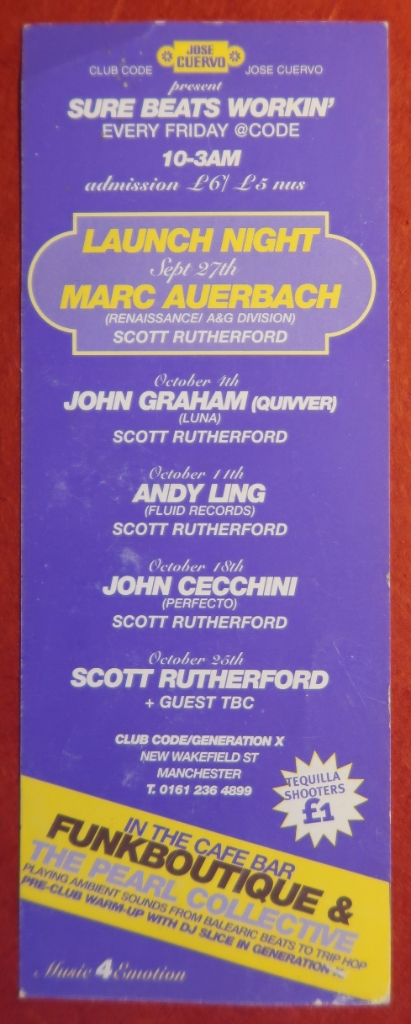 CLUB CODE JOSE CUERVO JOSE CUERVO
present
SURE BEATS WORKIN'
EVERY FRIDAY @CODE
10-3AM
admission £6/ £5 nus
LAUNCH NIGHT
Sept 27th
MARC AUERBACH
(RENAISSANCE/ A&G DIVISION)
SCOTT RUTHERFORD
October 4th
JOHN GRAHAM (QUIVVER)
(LUNA)
SCOTT RUTHERFORD
October 11th
ANDY LING
(FLUID RECORDS)
SCOTT RUTHERFORD
October 18th
JOHN CECCHINI
(PERFECTO)
SCOTT RUTHERFORD
October 25th
SCOTT RUTHERFORD
+ GUEST TBC
CLUB CODE/GENERATION X
NEW WAKEFIELD ST
MANCHESTER
T. 0161 236 4899
TEQUILLA
SHOOTERS
£1
IN THE CAFE BAR
FUNKBOUTIQUE &
THE PEARL COLLECTIVE
PLAYING AMBIENT SOUNDS FROM BALEARIC BEATS TO TRIP HOP
PRE-CLUB WARM-UP WITH DJ SLICE IN GENERATION X
Music 4 Emotion